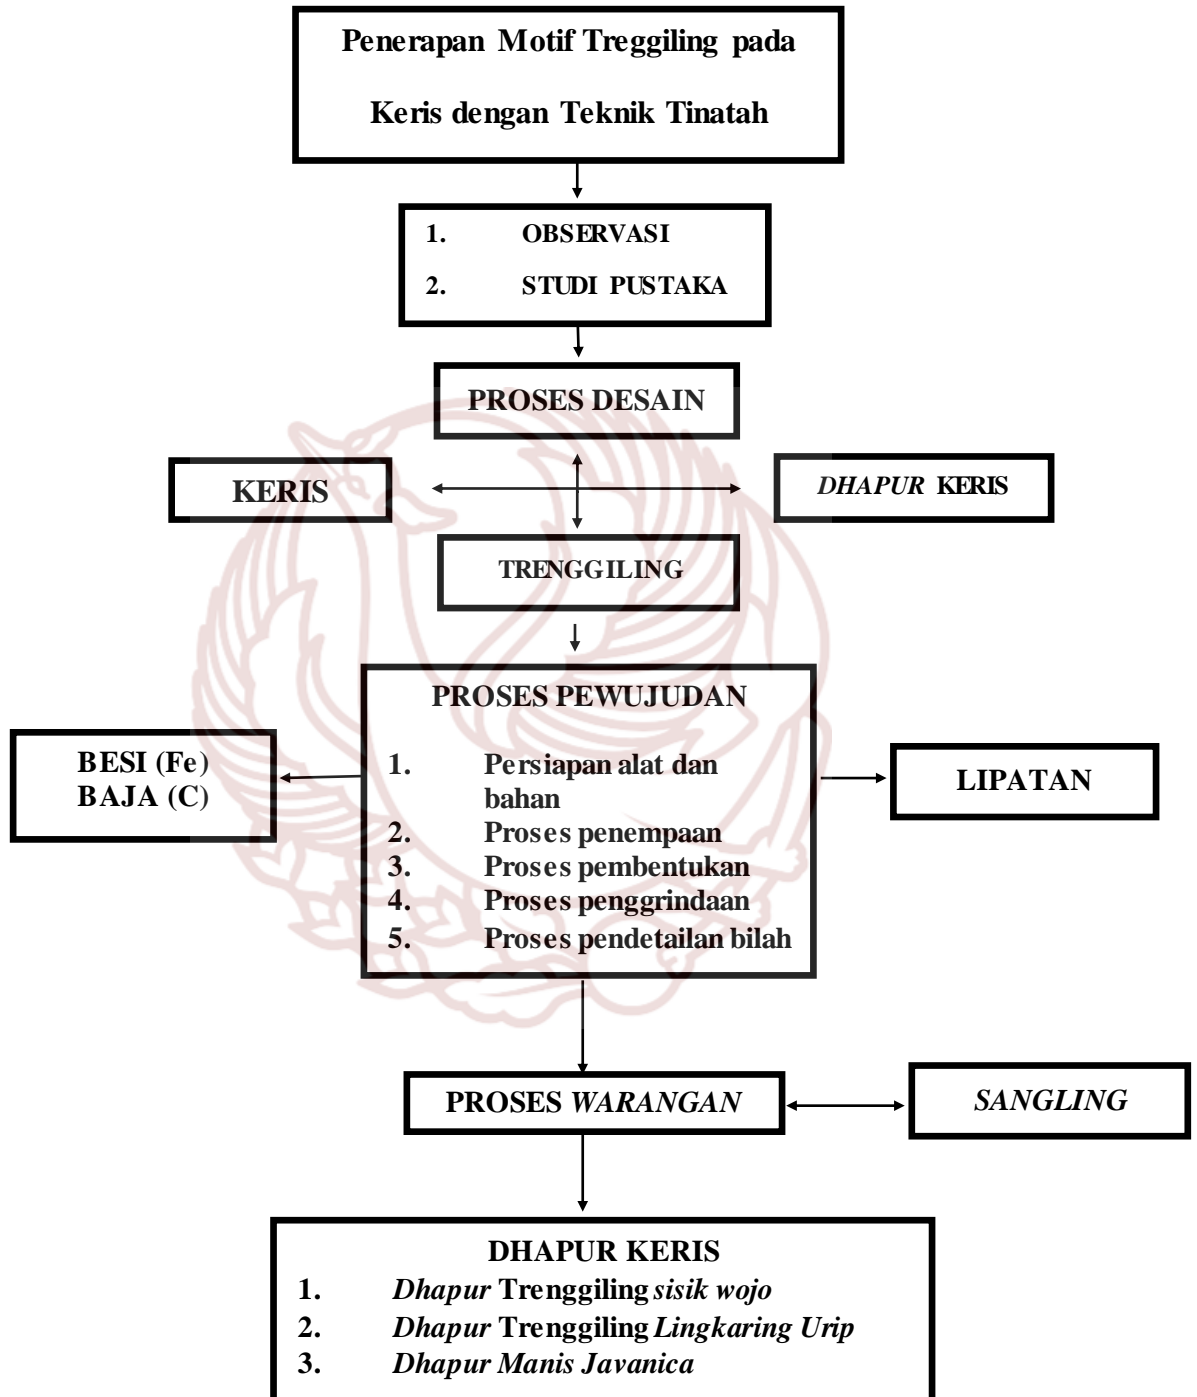 Penerapan Motif Treggiling pada
Keris dengan Teknik Tinatah
1. OBSERVASI
2. STUDI PUSTAKA
PROSES DESAIN
KERIS
DHAPUR KERIS
TRENGGILING
PROSES PEWUJUDAN
1. Persiapan alat dan
bahan
2. Proses penempaan
3. Proses pembentukan
4. Proses penggrindaan
5. Proses pendetailan bilah
BESI (Fe)
BAJA (C)
LIPATAN
PROSES WARANGAN
SANGLING
DHAPUR KERIS
1. Dhapur Trenggiling sisik wojo
2. Dhapur Trenggiling Lingkaring Urip
3. Dhapur Manis Javanica